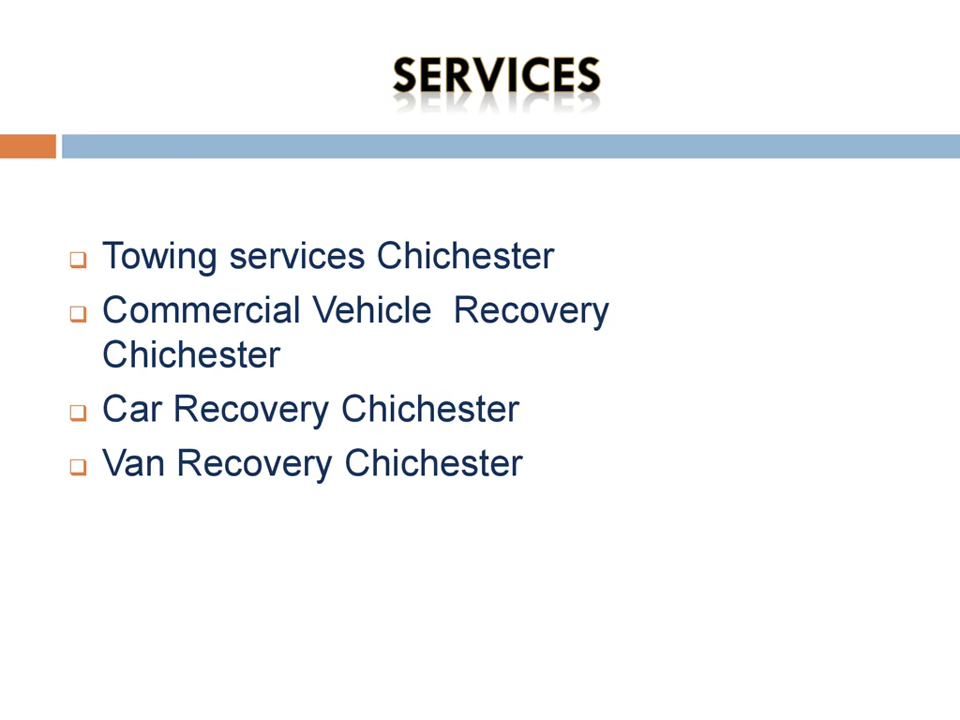 SERVICES
Towing services Chichester
Commercial Vehicle  Recovery
Chichester
Car Recovery Chichester
Van Recovery Chichester